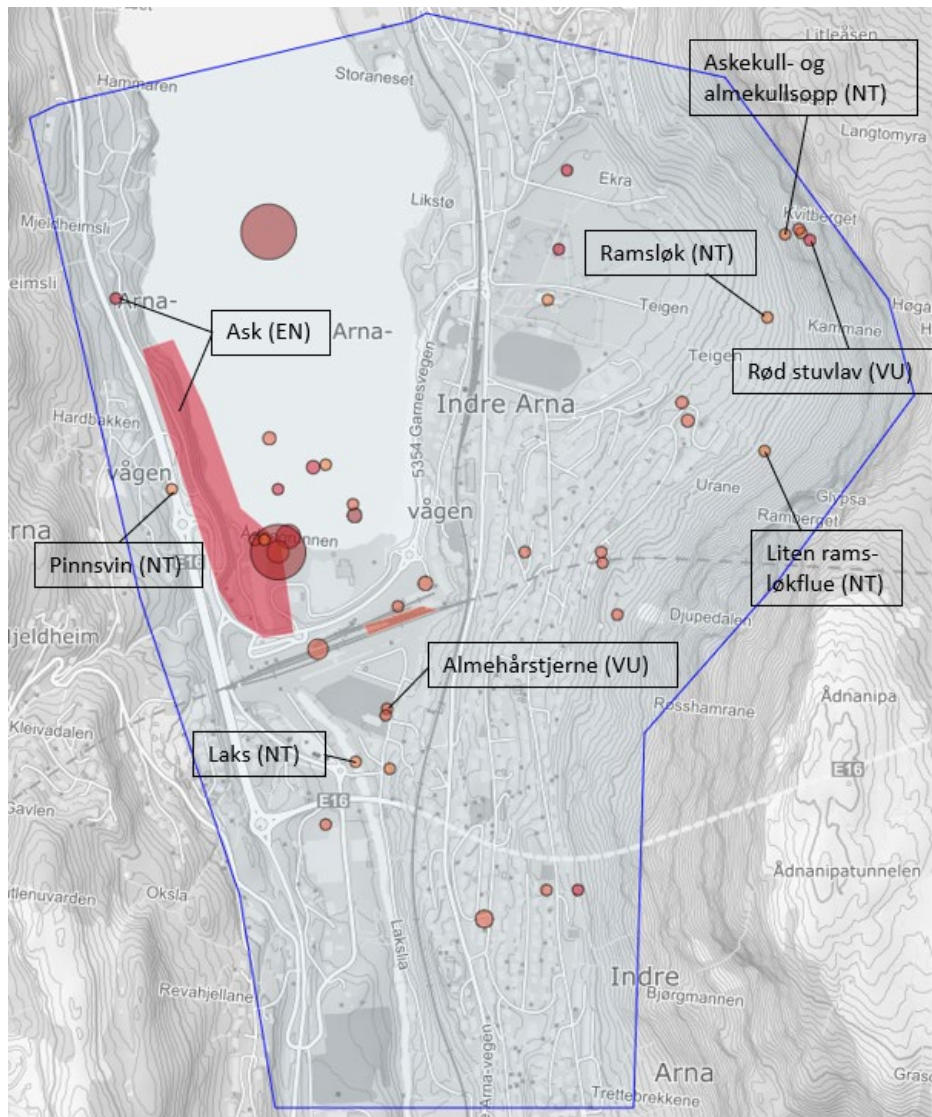 Litleåsen
Askekull- og
almekullsopp (NT)
Hammaren
Storaneset
Langtomyra
Ekra
Likstø
Mjeldheimsli
Kvitberget
Ramsløk (NT)
Arna-
Ask (EN)
Arna-
Teigen
Kammane
Teigen
Rød stuvlav (VU)
5354 Garnesvegen
Indre Arna
Hardbakken
vågen
Urane
Glypsa
Ramberget
vågen
Pinnsvin (NT)
E16
Liten rams-
løkflue (NT)
Mjeldheim
Djupedalen
Almehårstjerne (VU)
Rosshamrane
Ådnanipa
Kleivadalen
Laks (NT)
E16
E16
Gavlen
Oksla
Ådnanipatunnelen
Lakslia
Indre
Revahjellane
Bjørgmannen
Arna
Trettebrekkene